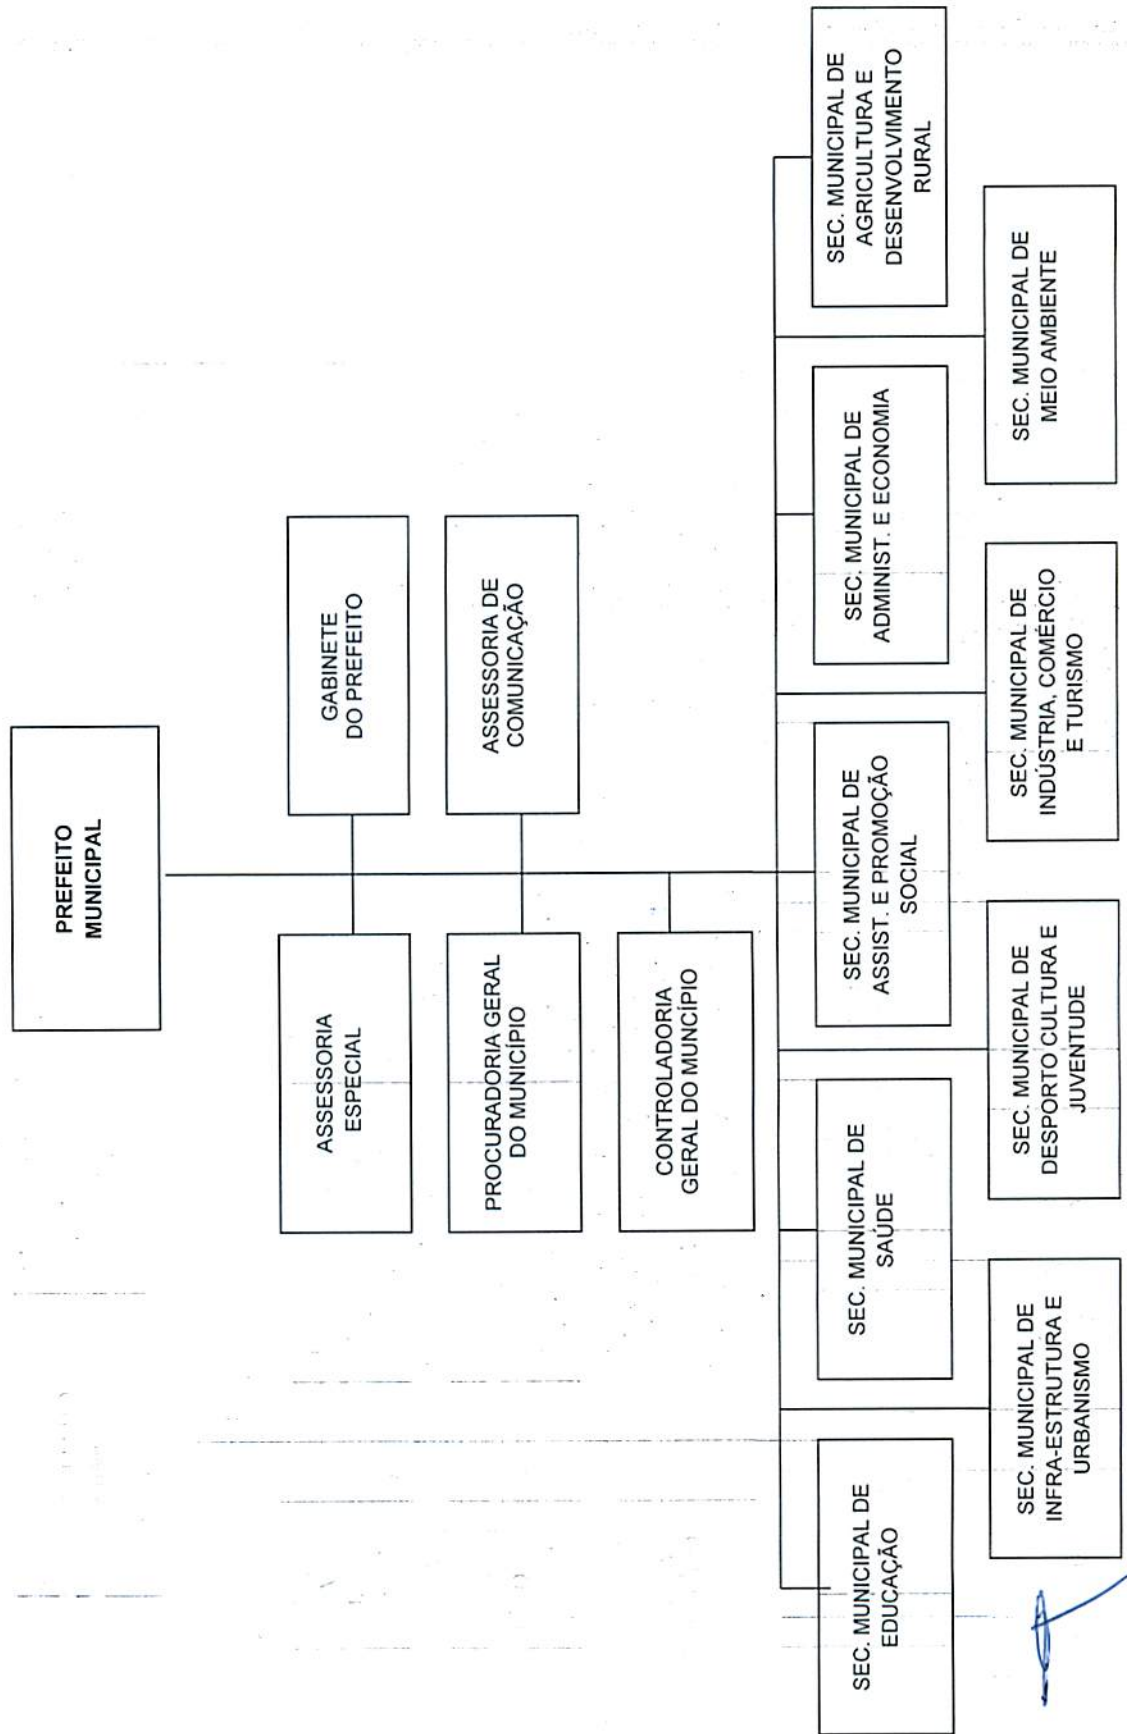 PREFEITO
MUNICIPAL
ASSESSORIA
ESPECIAL
GABINETE
DO PREFEITO
PROCURADORIA GERAL
DO MUNICÍPIO
ASSESSORIA DE
COMUNICAÇÃO
CONTROLADORIA
GERAL DO MUNCÍPIO
SEC. MUNICIPAL DE
EDUCAÇÃO
SEC. MUNICIPAL DE
SAÚDE
SEC. MUNICIPAL DE
ASSIST. E PROMOÇÃO
SOCIAL
SEC. MUNICIPAL DE
ADMINIST. E ECONOMIA
SEC. MUNICIPAL DE
AGRICULTURA E
DESENVOLVIMENTO
RURAL
SEC. MUNICIPAL DE
INFRA-ESTRUTURA E
URBANISMO
SEC. MUNICIPAL DE
DESPORTO CULTURA E
JUVENTUDE
SEC. MUNICIPAL DE
INDÚSTRIA, COMÉRCIO
E TURISMO
SEC. MUNICIPAL DE
MEIO AMBIENTE